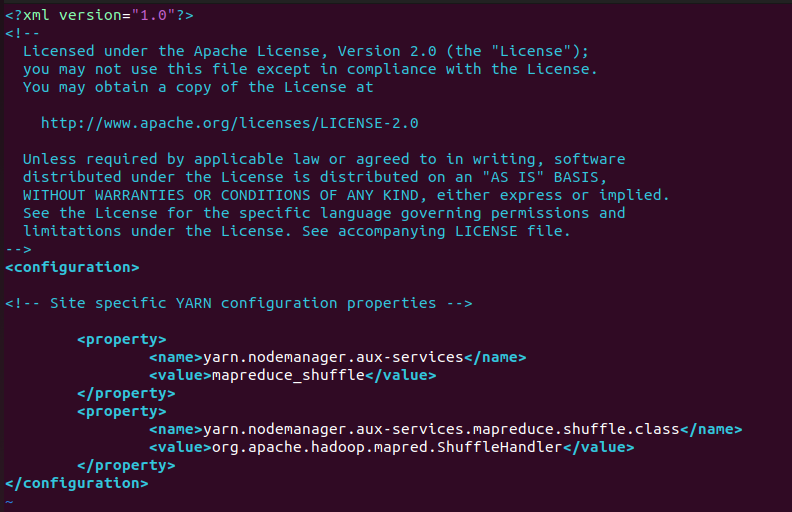 <?xml version="1.0"?>
<!--
  Licensed under the Apache License, Version 2.0 (the "License");
  you may not use this file except in compliance with the License.
  You may obtain a copy of the License at

    http://www.apache.org/licenses/LICENSE-2.0

  Unless required by applicable law or agreed to in writing, software
  distributed under the License is distributed on an "AS IS" BASIS,
  WITHOUT WARRANTIES OR CONDITIONS OF ANY KIND, either express or implied.
  See the License for the specific language governing permissions and
  limitations under the License. See accompanying LICENSE file.
-->
<configuration>

<!-- Site specific YARN configuration properties -->

        <property>
                <name>yarn.nodemanager.aux-services</name>
                <value>mapreduce_shuffle</value>
        </property>
        <property>
                <name>yarn.nodemanager.aux-services.mapreduce.shuffle.class</name>
                <value>org.apache.hadoop.mapred.ShuffleHandler</value>
        </property>
</configuration>
~